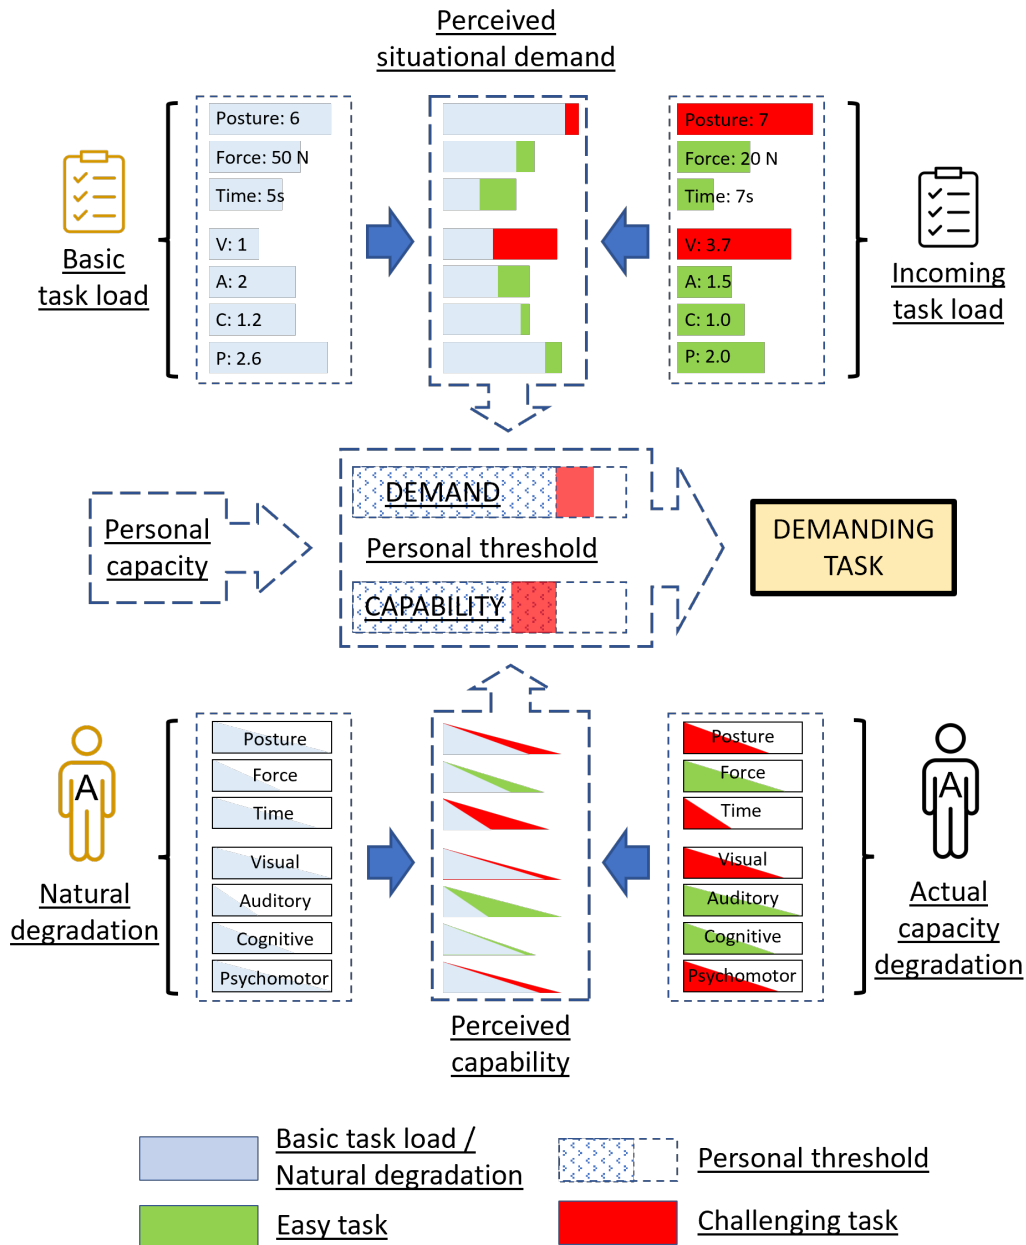 Perceived
situational demand
Posture: 6
Force: 50 N
Time: 5s
V: 1
A: 2
C: 1.2
P: 2.6
Basic
task load
Posture: 7
Force: 20 N
Time: 7s
V: 3.7
A: 1.5
C: 1.0
P: 2.0
Incoming
task load
Personal
capacity
DEMAND
Personal threshold
CAPABILITY
DEMANDING
TASK
A
Natural
degradation
Posture
Force
Time
Visual
Auditory
Cognitive
Psychomotor
Perceived
capability
Posture
Force
Time
Visual
Auditory
Cognitive
Psychomotor
A
Actual
capacity
degradation
Basic task load /
Natural degradation
Personal threshold
Easy task
Challenging task